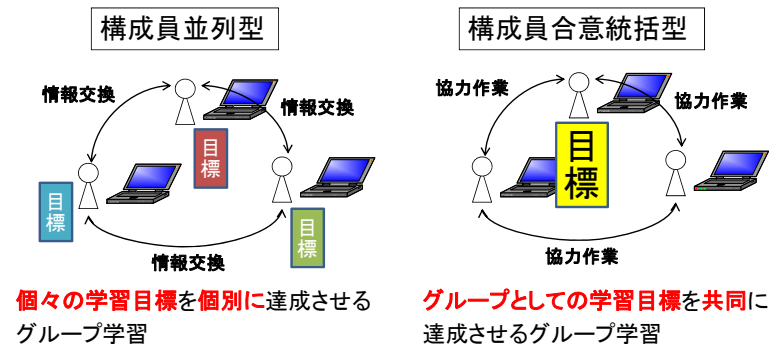 構成員並列型
情報交換
情報交換
目標
目標
目標
情報交換
個々の学習目標を個別に達成させる
グループ学習
構成員合意統括型
協力作業
協力作業
目標
協力作業
グループとしての学習目標を共同に
達成させるグループ学習